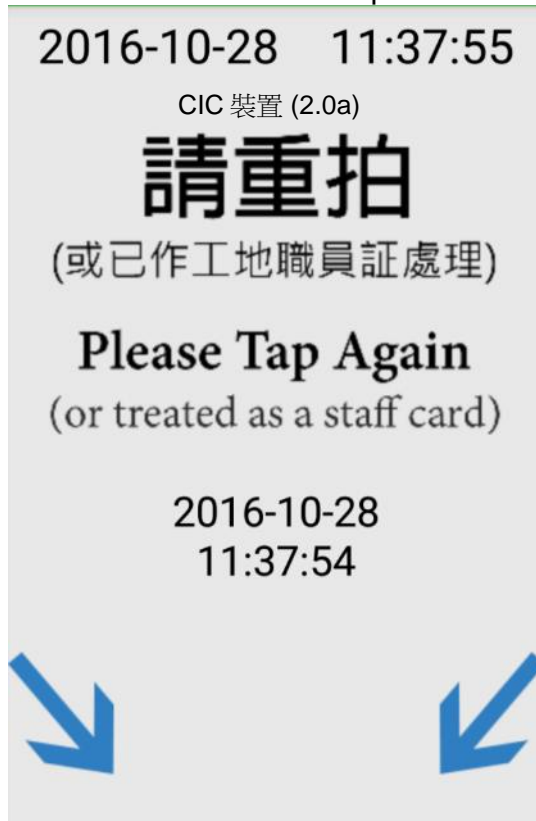 2016-10-28 11:37:55
CIC 裝置 (2.0a)
請重拍
(或已作工地職員証處理)
Please Tap Again
(or treated as a staff card)
2016-10-28
11:37:54